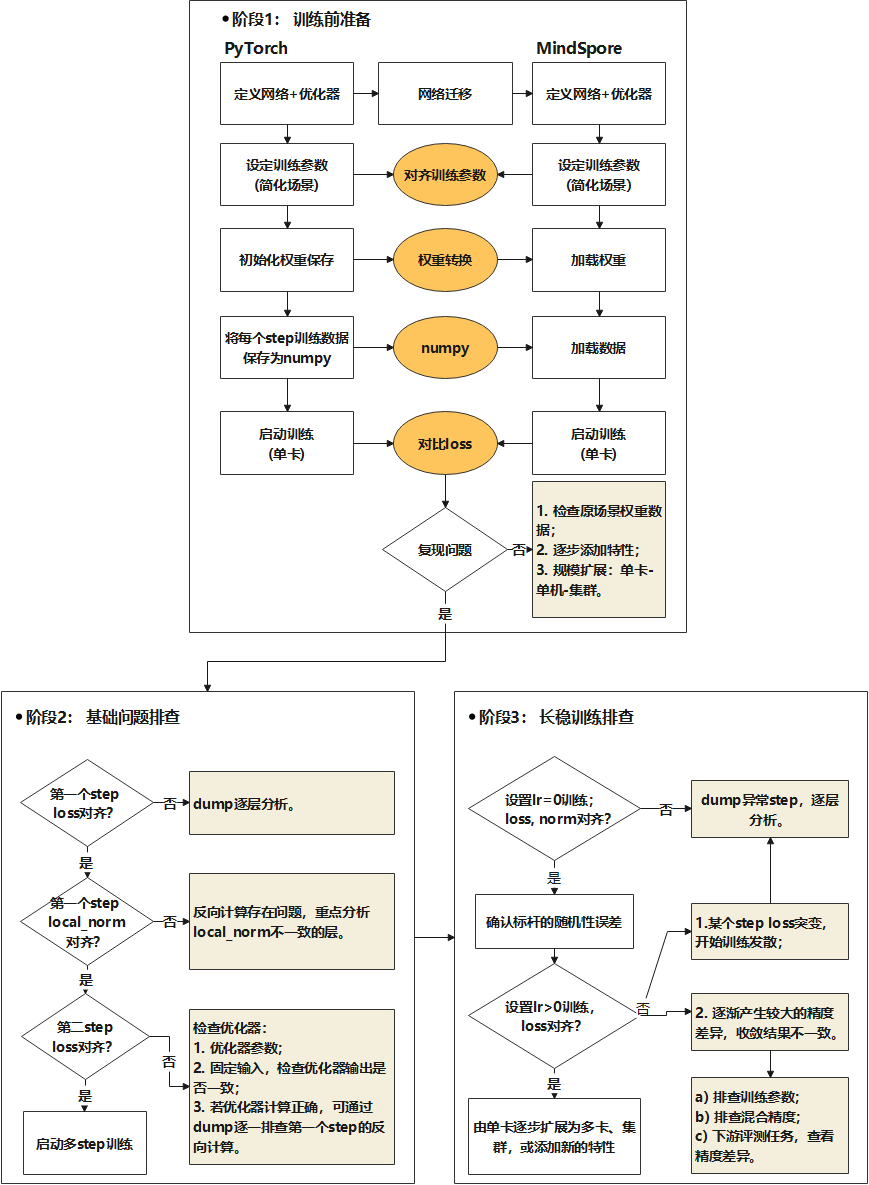 • 阶段1： 训练前准备
PyTorch
MindSpore
定义网络+优化器
网络迁移
定义网络+优化器
设定训练参数
(简化场景)
对齐训练参数
设定训练参数
(简化场景)
初始化权重保存
权重转换
加载权重
将每个step训练数据
保存为numpy
numpy
加载数据
启动训练
(单卡)
对比loss
启动训练
(单卡)
复现问题
否
1. 检查原场景权重数
据；
2. 逐步添加特性；
3. 规模扩展：单卡-
单机-集群。
是
• 阶段2： 基础问题排查
第一个step
loss对齐?
否
dump逐层分析。
是
第一个step
local_norm
对齐?
否
反向计算存在问题，重点分析
local_norm不一致的层。
是
第二step
loss对齐?
否
检查优化器：
1. 优化器参数；
2. 固定输入，检查优化器输出是
否一致；
3. 若优化器计算正确，可通过
dump逐一排查第一个step的反
向计算。
是
启动多step训练
• 阶段3： 长稳训练排查
设置lr=0训练；
loss, norm对齐?
否
dump异常step，逐层
分析。
是
确认标杆的随机性误差
1.某个step loss突变，
开始训练发散；
设置lr>0训练，
loss对齐?
否
2. 逐渐产生较大的精度
差异，收敛结果不一致。
是
a) 排查训练参数；
b) 排查混合精度；
c) 下游评测任务，查看
精度差异。
由单卡逐步扩展为多卡、集
群，或添加新的特性